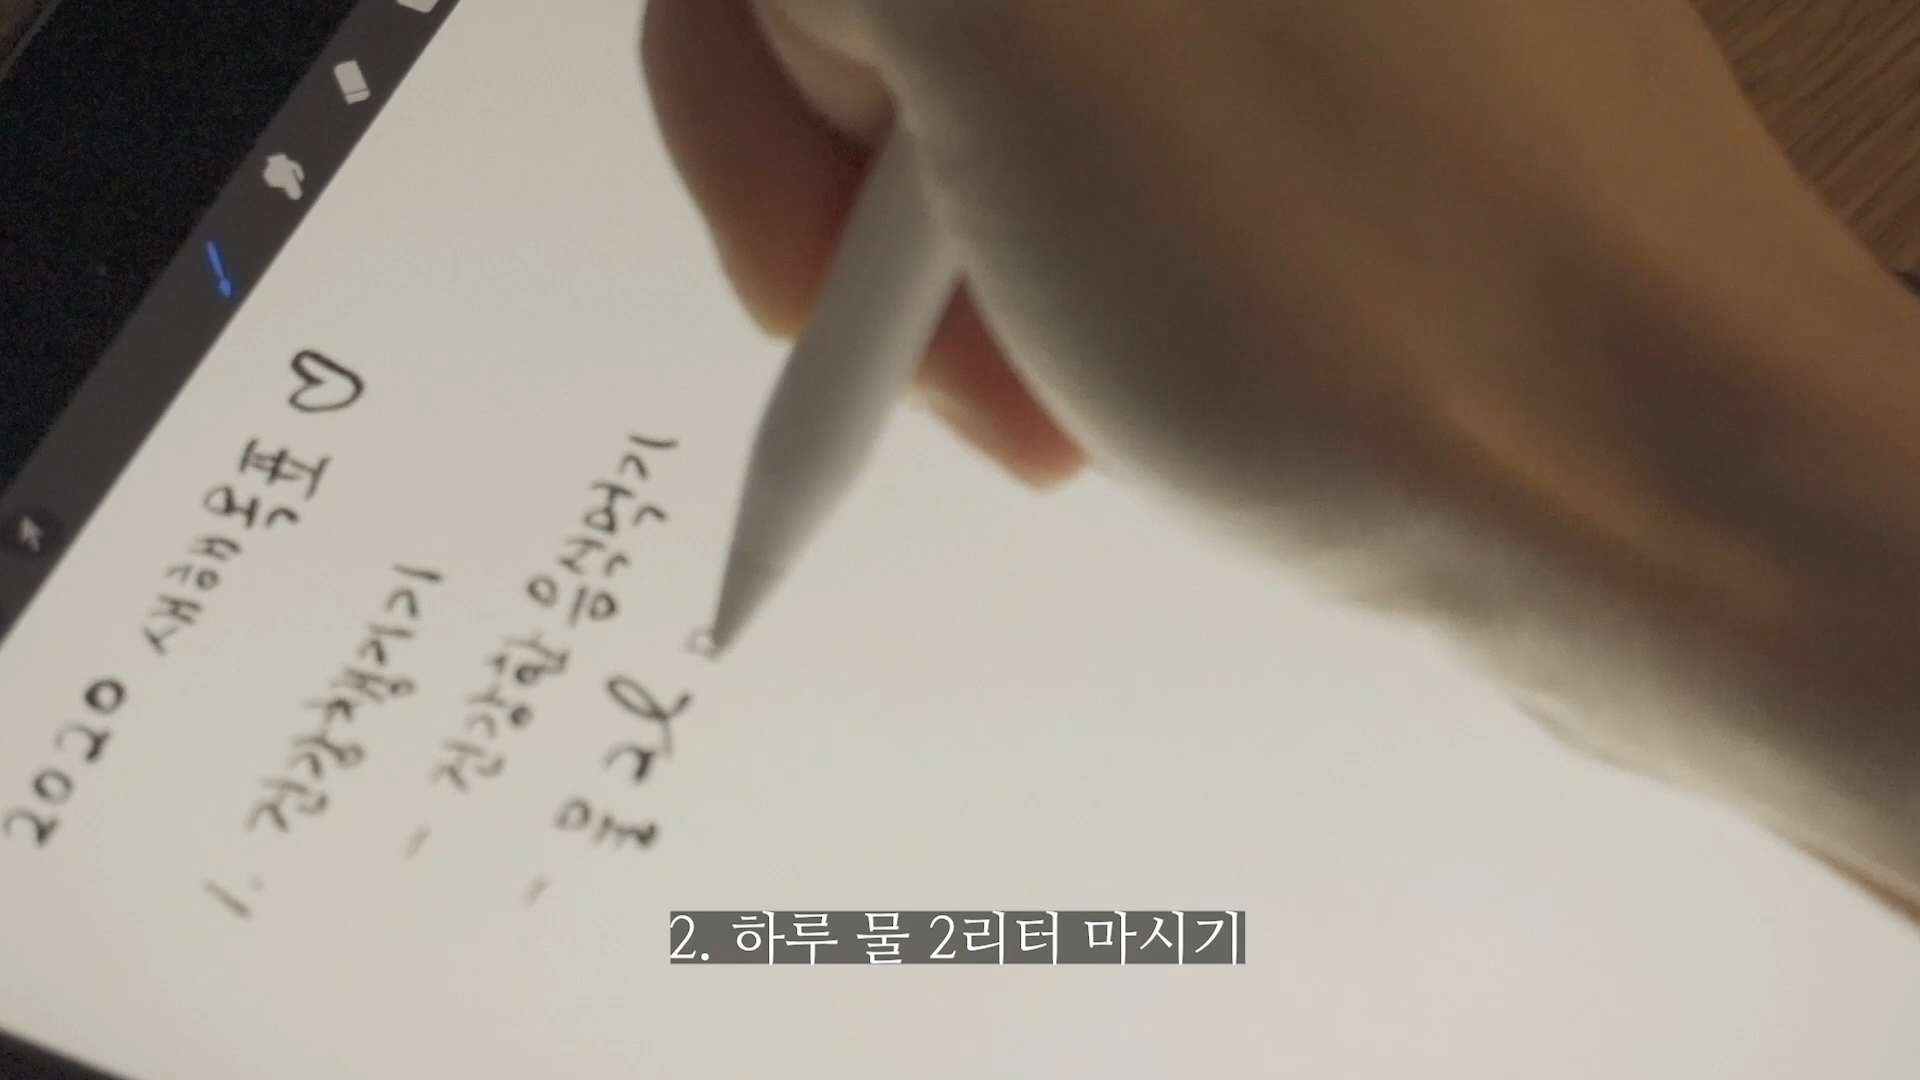 2020 새해목표 ♡
1. 건강챙기기
- 건강한 음식먹기
- 물 2l ㅁ
2. 하루 물 2리터 마시기